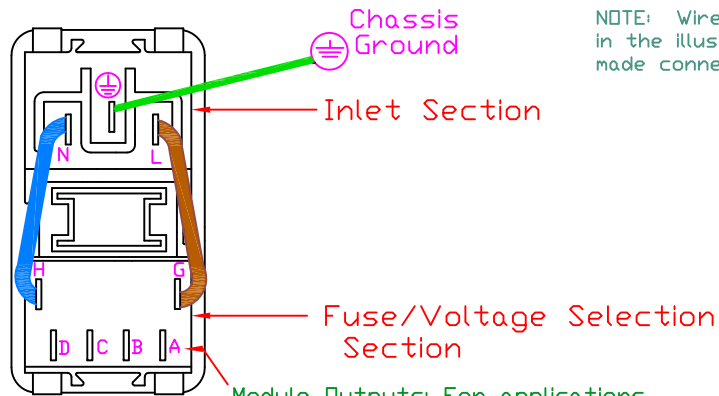 Chassis
Ground
NOTE: Wire
in the illus
made conne
Inlet Section
N
L
H
G
Fuse/Voltage Selection
Section
D
C
B
A
Module Outputs: For applications